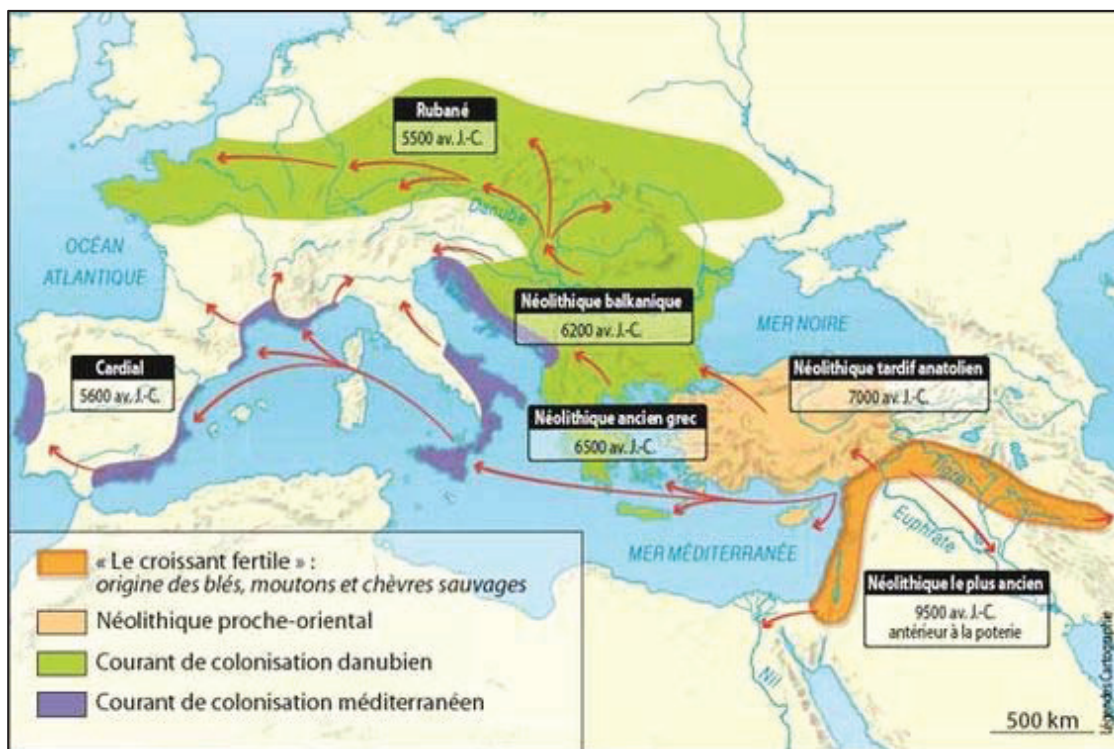 Rubané
5500 av. J.-C.
Danube
OCÉAN
ATLANTIQUE
Néolithique balkanique
6200 av. J.-C.
MER NOIRE
Cardial
5600 av. J.-C.
Néolithique tardif anatolien
7000 av. J.-C.
Néolithique ancien grec
6500 av. J.-C.
Tigre
Euphrate
MER MÉDITERRANÉE
Néolithique le plus ancien
9500 av. J.-C.
antérieur à la poterie
Nil
« Le croissant fertile » :
origine des blés, moutons et chèvres sauvages
Néolithique proche-oriental
Courant de colonisation danubien
Courant de colonisation méditerranéen
500 km
Légendes Cartographie